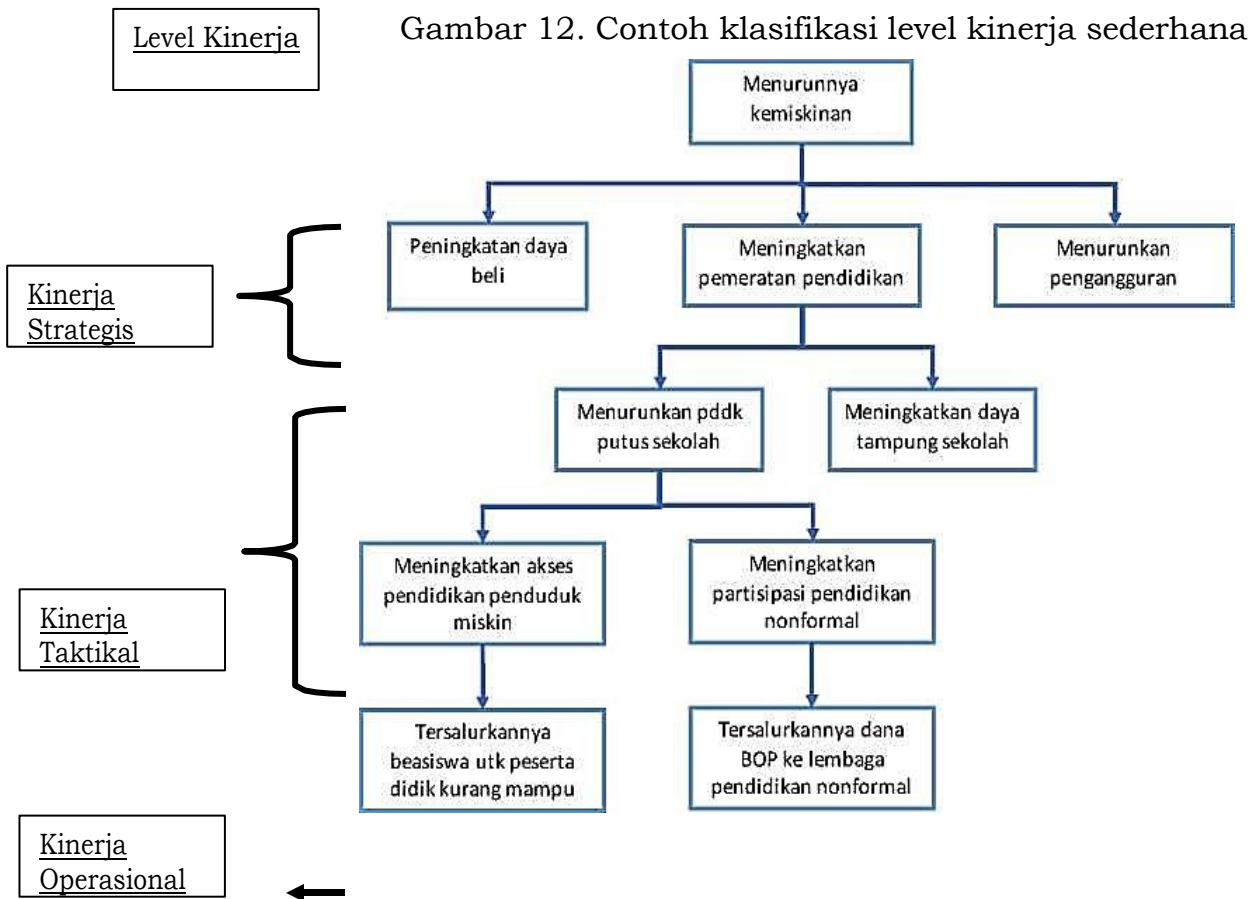 Level Kinerja
Gambar 12. Contoh klasifikasi level kinerja sederhana
Menurunnya
kemiskinan
Kinerja
Strategis
Peningkatan daya
beli
Meningkatkan
pemeratan pendidikan
Menurunkan
pengangguran
Menurunkan pddk
putus sekolah
Meningkatkan daya
tampung sekolah
Kinerja
Taktikal
Meningkatkan akses
pendidikan penduduk
miskin
Meningkatkan
partisipasi pendidikan
nonformal
Tersalurkannya
beasiswa utk peserta
didik kurang mampu
Tersalurkannya dana
BOP ke lembaga
pendidikan nonformal
Kinerja
Operasional